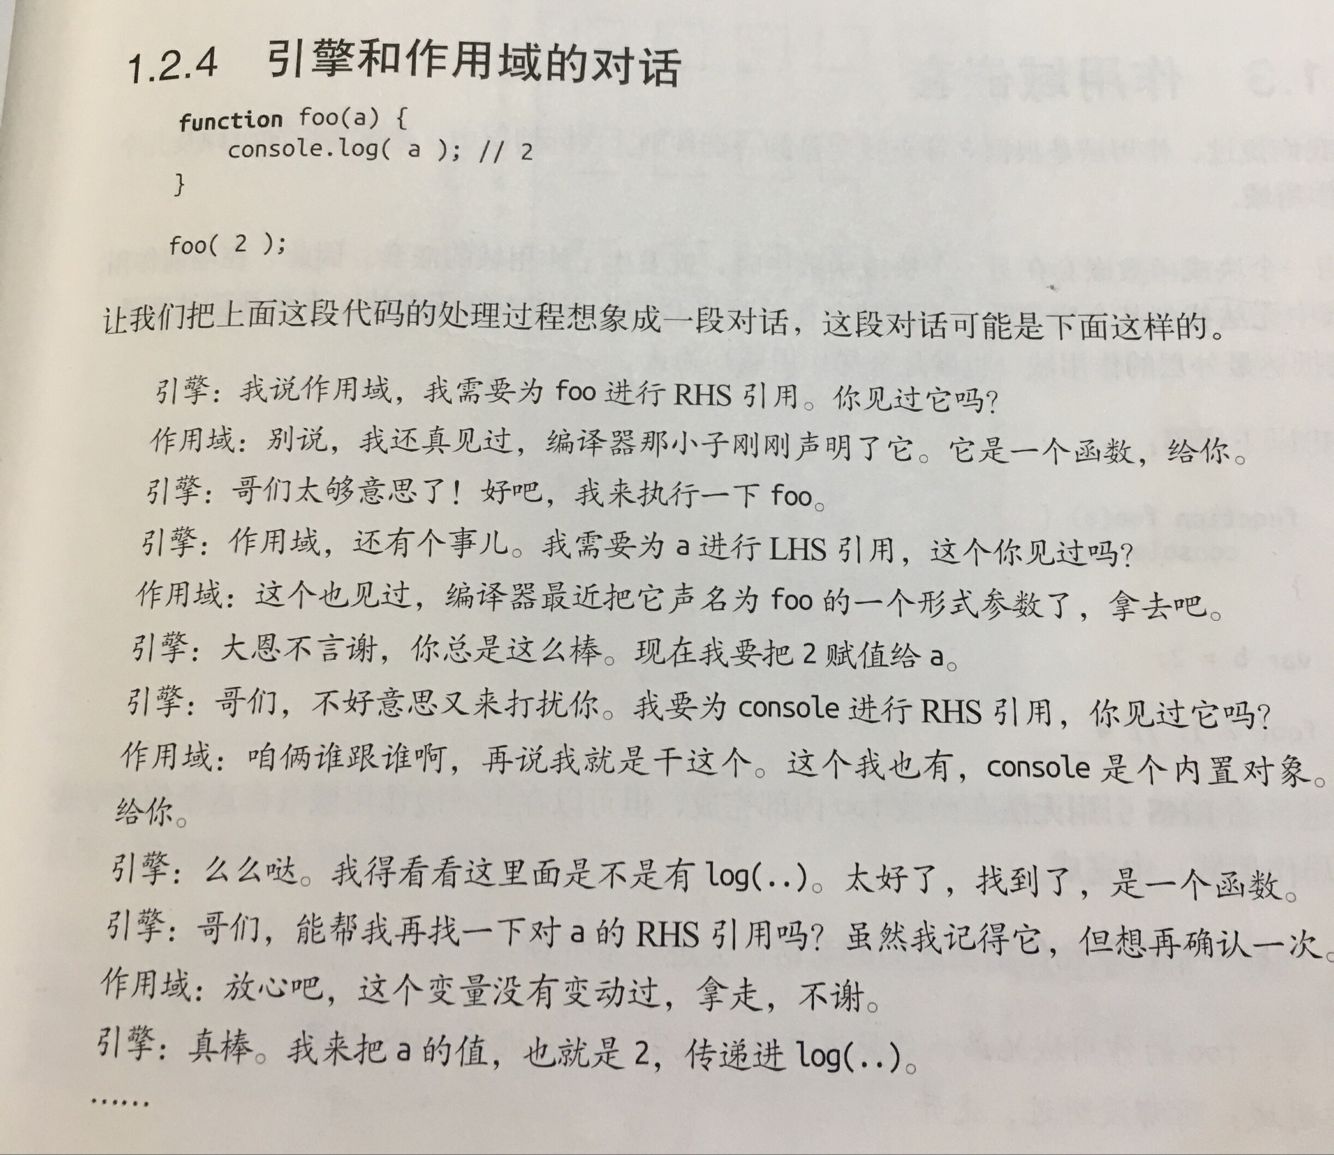 1.2.4 引擎和作用域的对话
function foo(a) {
console.log( a ); // 2
}
foo( 2 );
让我们把上面这段代码的处理过程想象成一段对话，这段对话可能是下面这样的。
引擎：我说作用域，我需要为 foo 进行 RHS 引用。你见过它吗？
作用域：别说，我还真见过，编译器那小子刚刚声明了它。它是一个函数，给你。
引擎：哥们太够意思了！好吧，我来执行一下 foo。
引擎：作用域，还有个事儿。我需要为 a 进行 LHS 引用，这个你见过吗？
作用域：这个也见过，编译器最近把它声名为 foo 的一个形式参数了，拿去吧。
引擎：大恩不言谢，你总是这么棒。现在我要把 2 赋值给 a。
引擎：哥们，不好意思又来打扰你。我要为 console 进行 RHS 引用，你见过它吗？
作用域：咱俩谁跟谁啊，再说我就是干这个。这个我也有，console 是个内置对象。
给你。
引擎：么么哒。我得看看这里面是不是有 log(..)。太好了，找到了，是一个函数。
引擎：哥们，能帮我再找一下对 a 的 RHS 引用吗？虽然我记得它，但想再确认一次。
作用域：放心吧，这个变量没有变动过，拿走，不谢。
引擎：真棒。我来把 a 的值，也就是 2，传递进 log(..)。
……